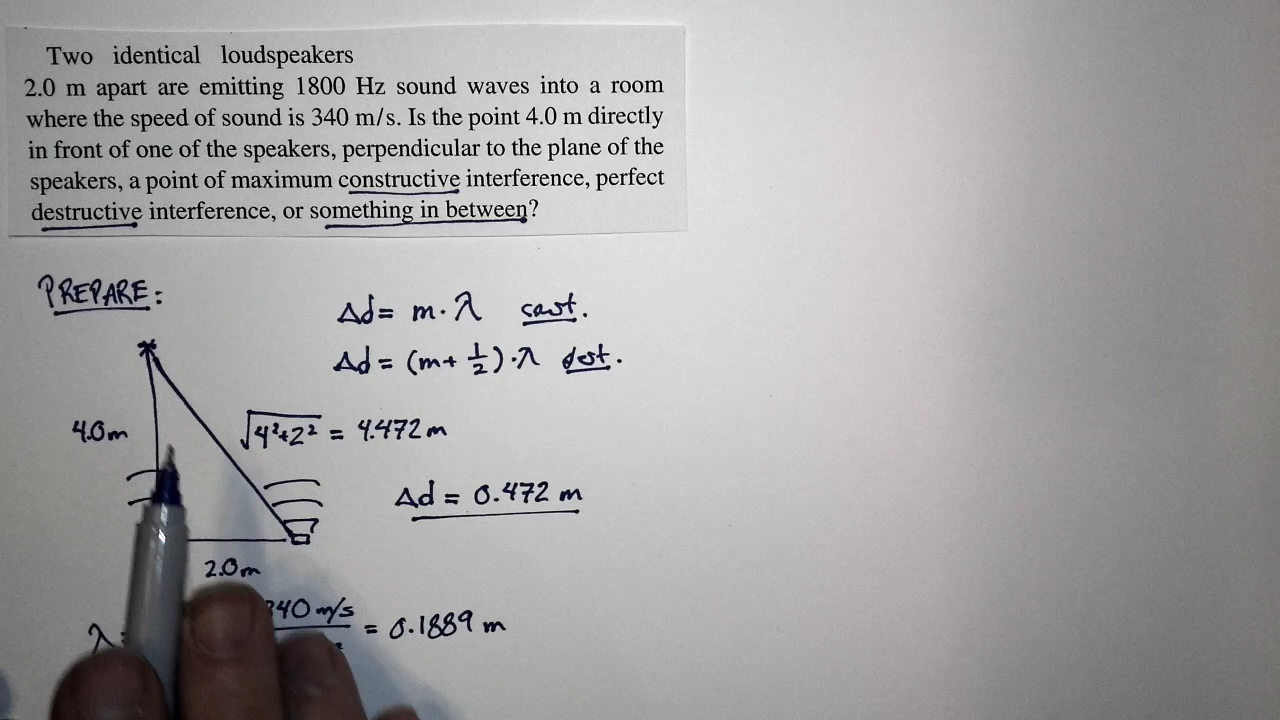 Two identical loudspeakers
2.0 m apart are emitting 1800 Hz sound waves into a room
where the speed of sound is 340 m/s. Is the point 4.0 m directly
in front of one of the speakers, perpendicular to the plane of the
speakers, a point of maximum constructive interference, perfect
destructive interference, or something in between?
PREPARE:
Δd = m·λ const.
Δd = (m+ 1/2)·λ dest.
4.0m
√4²+2² = 4.472 m
Δd = 0.472 m
2.0m
λ 340 m/s = 0.1889 m